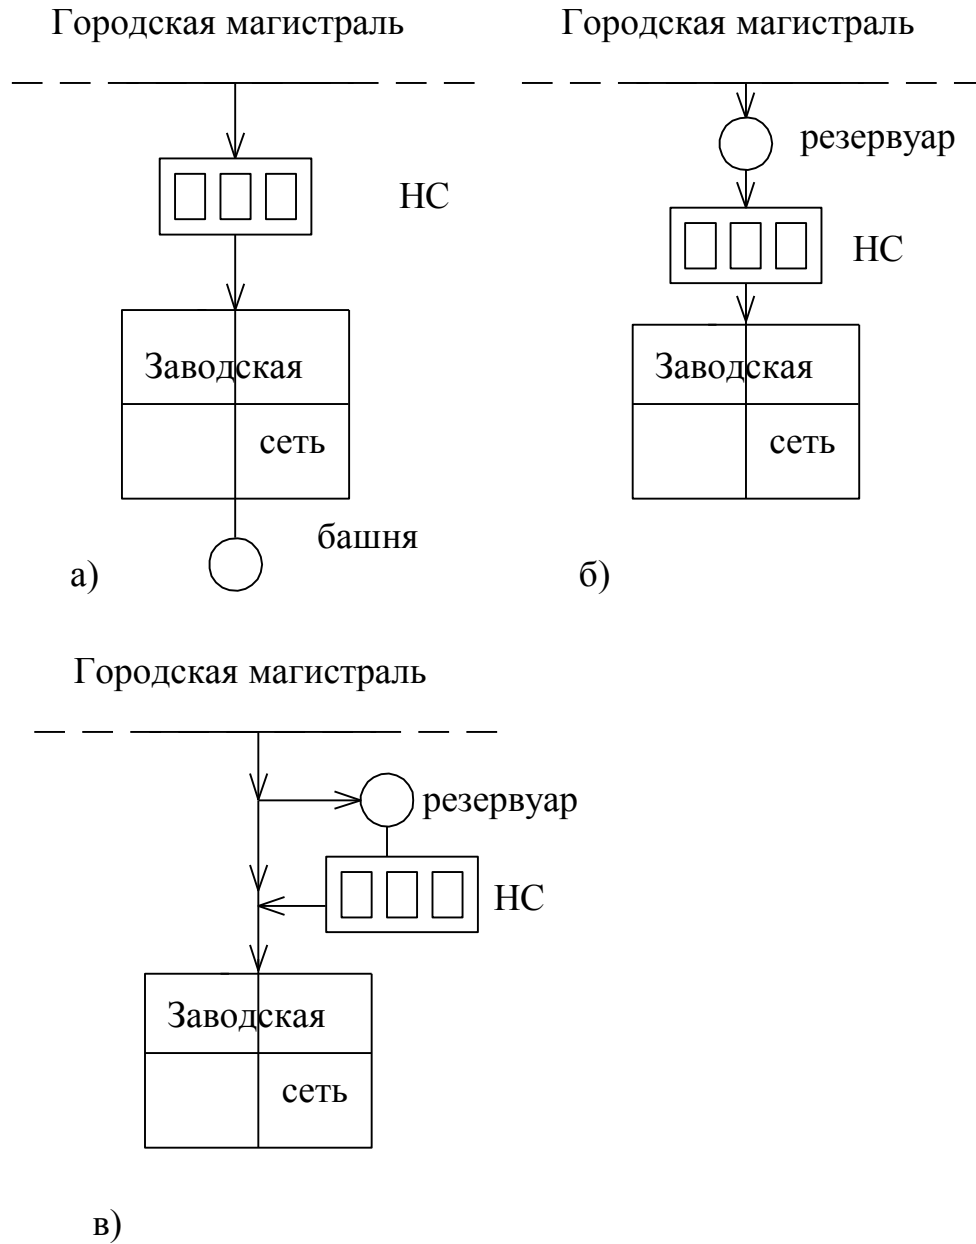 Городская магистраль
НС
Заводская
сеть
башня
а)
Городская магистраль
резервуар
НС
Заводская
сеть
б)
Городская магистраль
резервуар
НС
Заводская
сеть
в)